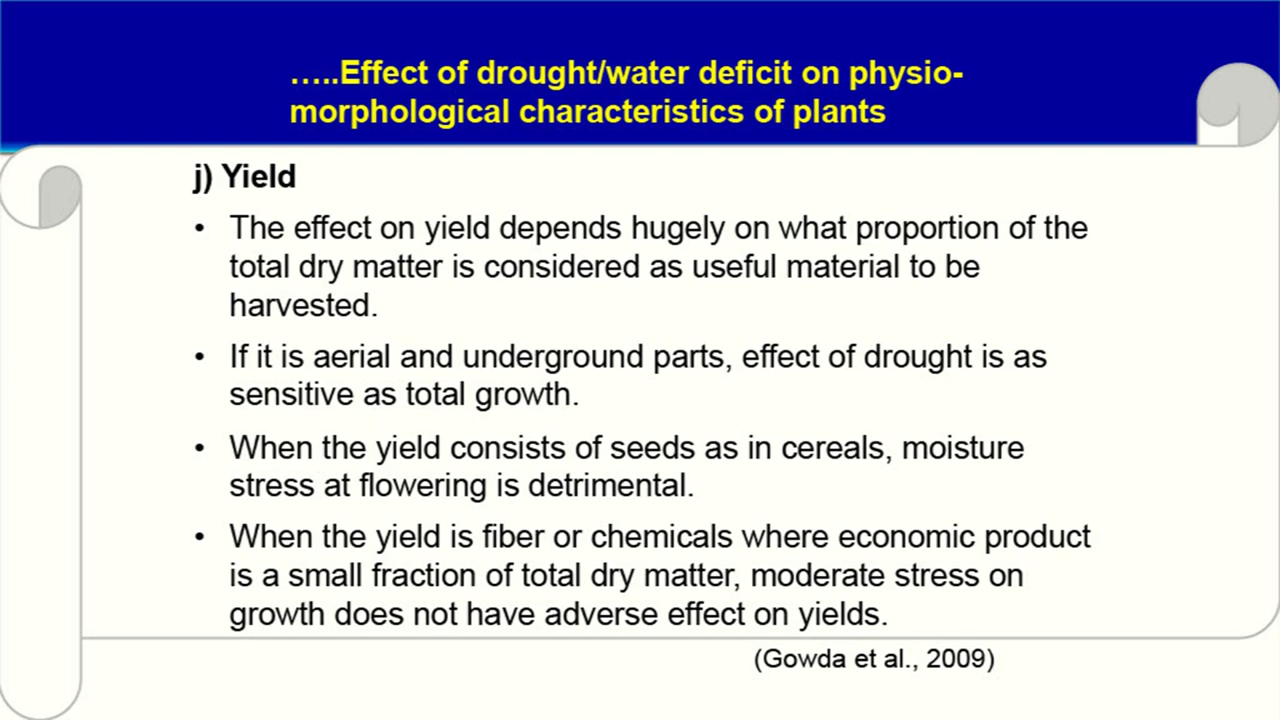 .....Effect of drought/water deficit on physio-
morphological characteristics of plants
j) Yield
• The effect on yield depends hugely on what proportion of the
total dry matter is considered as useful material to be
harvested.
• If it is aerial and underground parts, effect of drought is as
sensitive as total growth.
• When the yield consists of seeds as in cereals, moisture
stress at flowering is detrimental.
• When the yield is fiber or chemicals where economic product
is a small fraction of total dry matter, moderate stress on
growth does not have adverse effect on yields.
(Gowda et al., 2009)